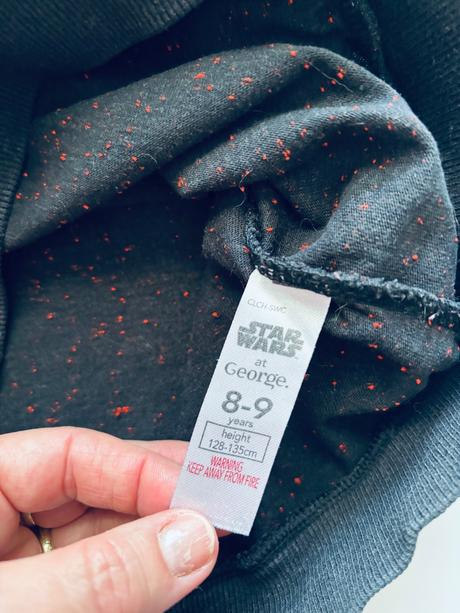 CLCH-SWC
STAR
WARS
at
George.
8-9
years
height
128-135cm
WARNING
KEEP AWAY FROM FIRE